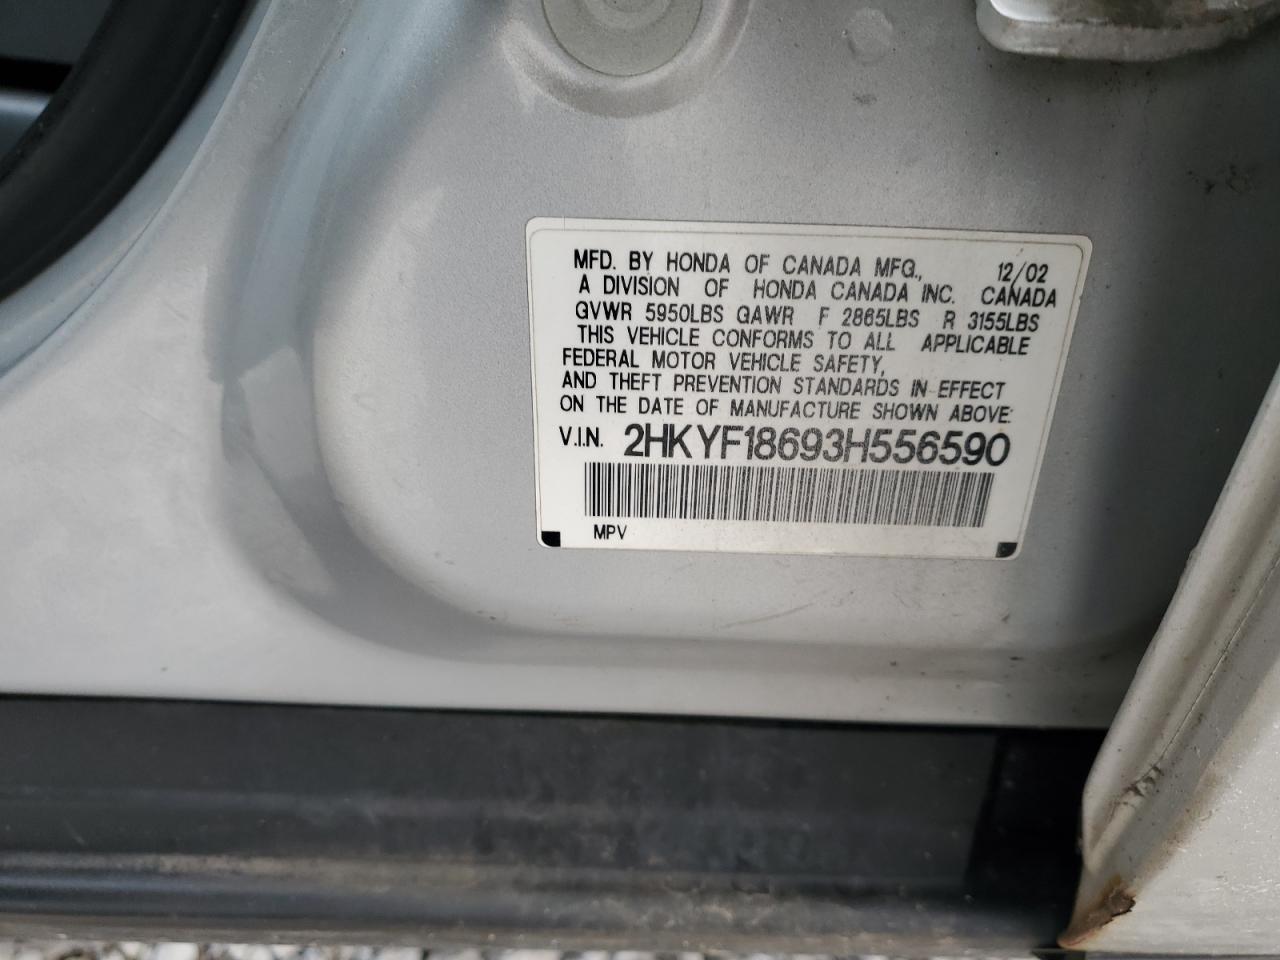 MFD. BY HONDA OF CANADA MFG., 12/02
A DIVISION OF HONDA CANADA INC. CANADA
GVWR 5950LBS GAWR F 2865LBS R 3155LBS
THIS VEHICLE CONFORMS TO ALL APPLICABLE
FEDERAL MOTOR VEHICLE SAFETY,
AND THEFT PREVENTION STANDARDS IN EFFECT
ON THE DATE OF MANUFACTURE SHOWN ABOVE:
V.I.N. 2HKYF18693H556590
MPV